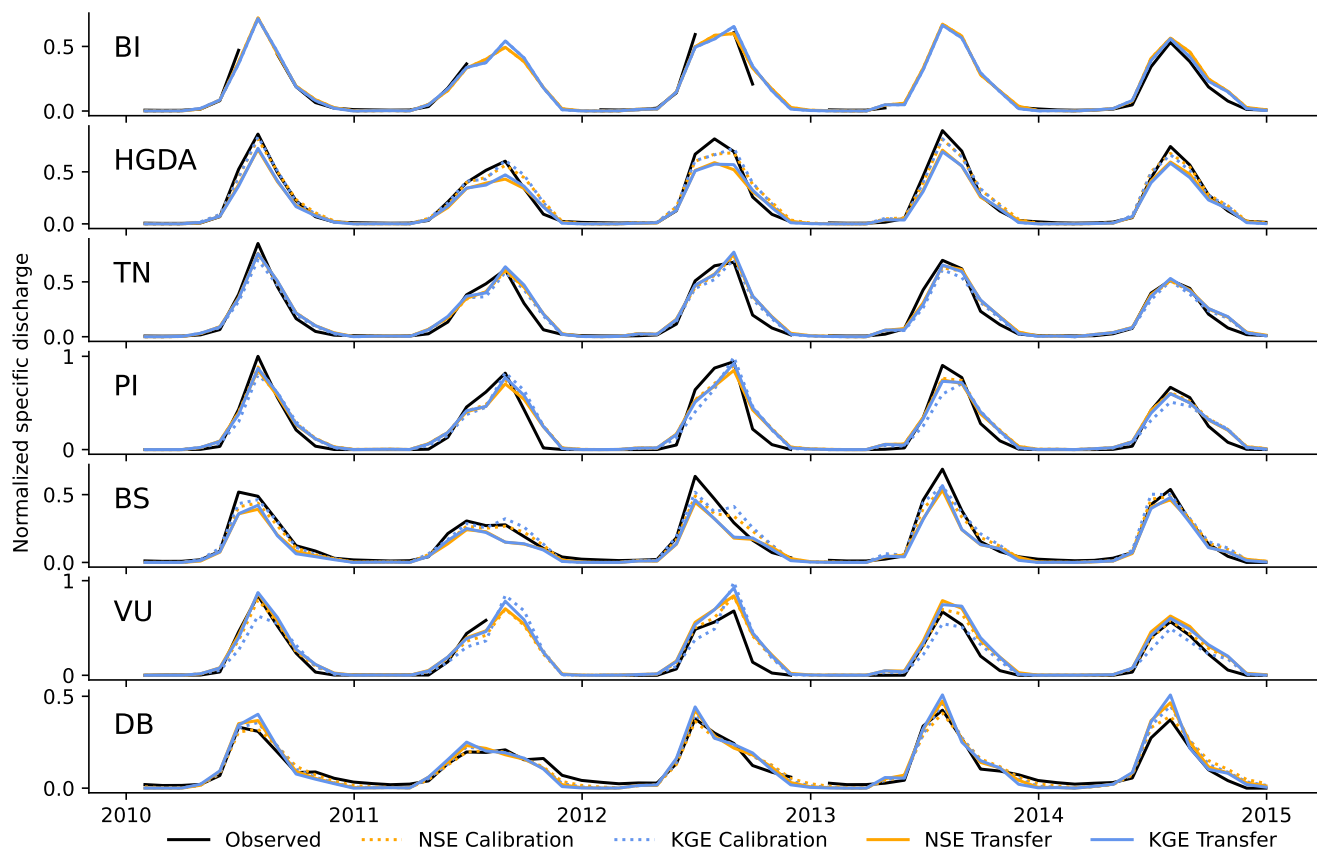 Normalized specific discharge
BI
0.5
0.0
HGDA
0.5
0.0
TN
0.5
0.0
PI
1
0
BS
0.5
0.0
VU
1
0
DB
0.5
0.0
2010 2011 2012 2013 2014 2015
Observed NSE Calibration KGE Calibration NSE Transfer KGE Transfer